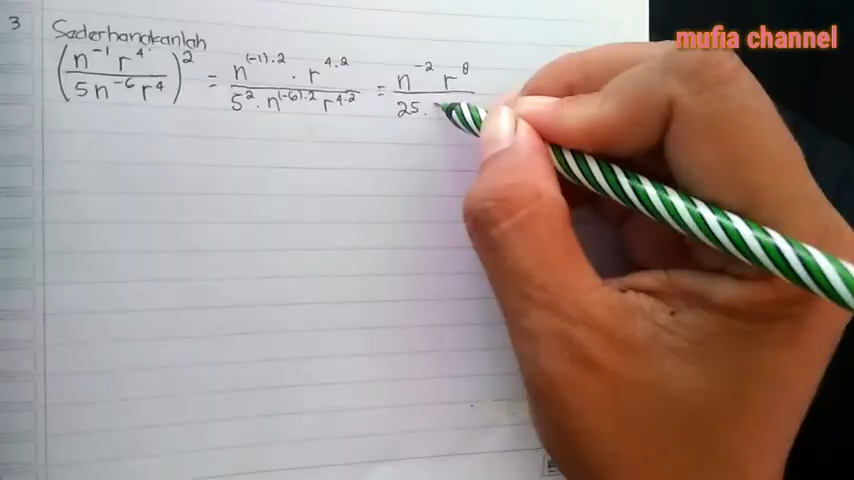 mufia channel
3 Sederhanakanlah
(n⁻¹ r⁴ / 5n⁻⁶ r⁴)² = n⁽⁻¹⁾·² · r⁴·² / 5² · n⁽⁻⁶⁾·² r⁴·² = n⁻² r⁸ / 25 ·